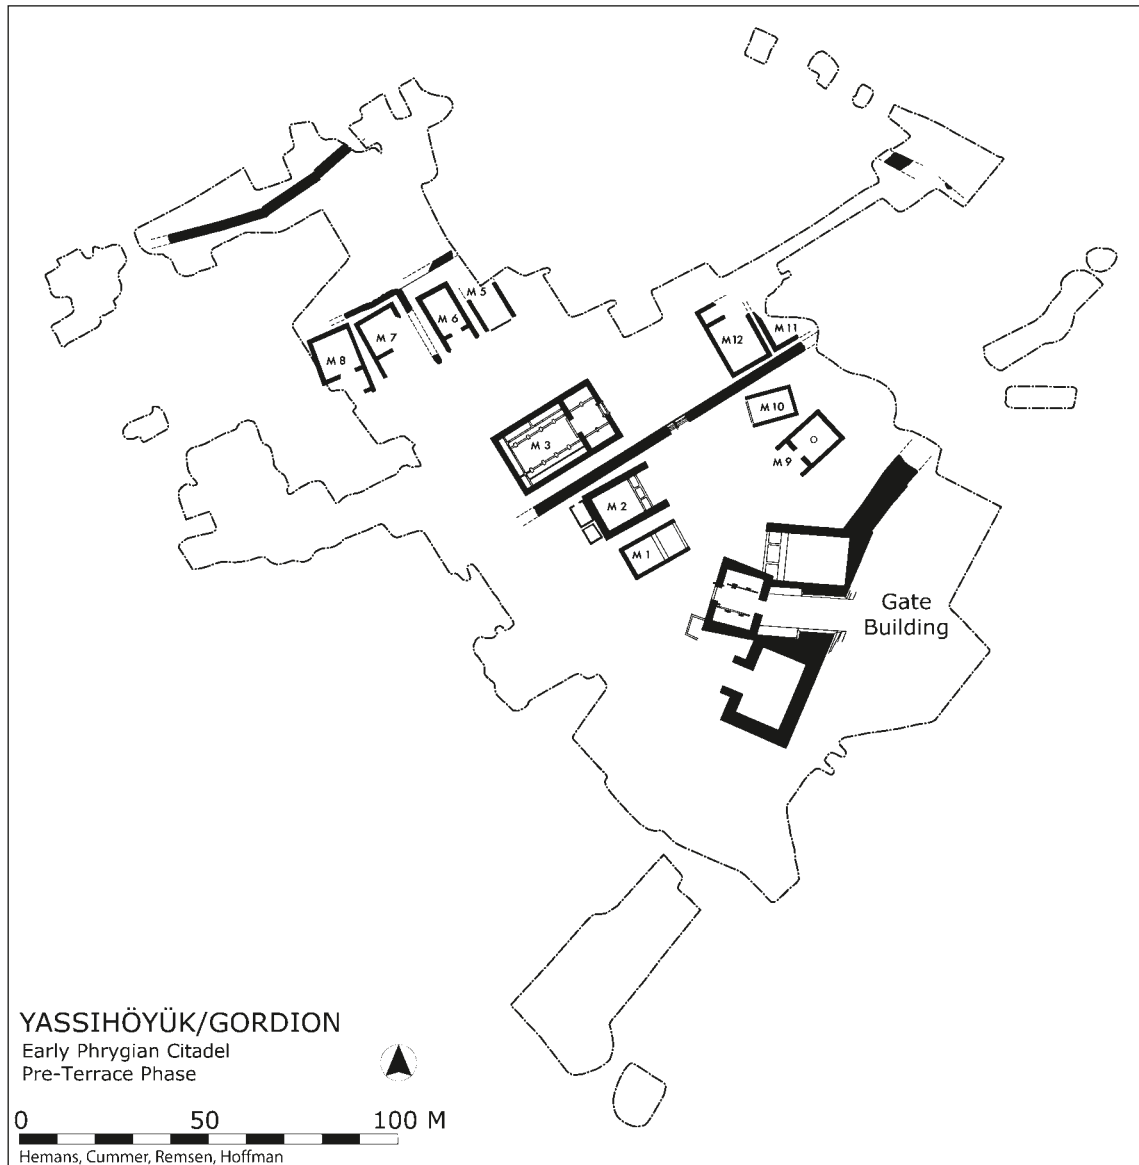 M 5
M 6
M 7
M 8
M 11
M12
M 10
M 3
M 9
M 2
M 1
Gate
Building
YASSIHÖYÜK/GORDION
Early Phrygian Citadel
Pre-Terrace Phase
0 50 100 M
Hemans, Cummer, Remsen, Hoffman